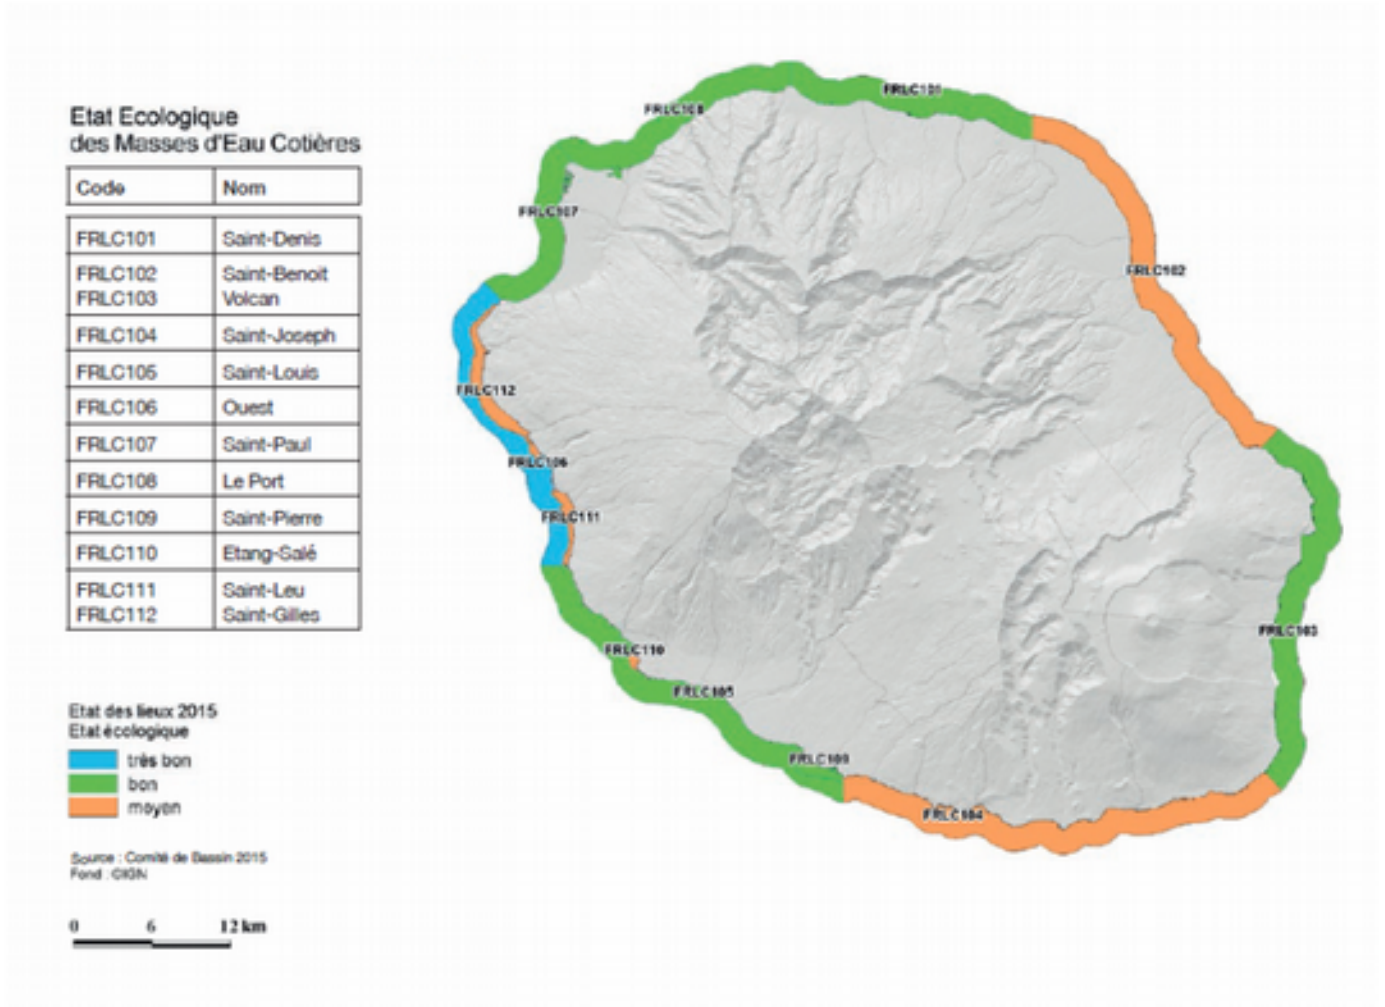 Etat Ecologique
des Masses d'Eau Cotières
Code Nom
FRLC101 Saint-Denis
FRLC102 Saint-Benoit
FRLC103 Volcan
FRLC104 Saint-Joseph
FRLC105 Saint-Louis
FRLC106 Ouest
FRLC107 Saint-Paul
FRLC108 Le Port
FRLC109 Saint-Pierre
FRLC110 Etang-Salé
FRLC111 Saint-Leu
FRLC112 Saint-Gilles
Etat des lieux 2015
Etat écologique
très bon
bon
moyen
Source : Comité de Bassin 2015
Fond : ©IGN
0 6 12 km
FRLC101
FRLC108
FRLC107
FRLC102
FRLC112
FRLC106
FRLC111
FRLC103
FRLC110
FRLC105
FRLC109
FRLC104